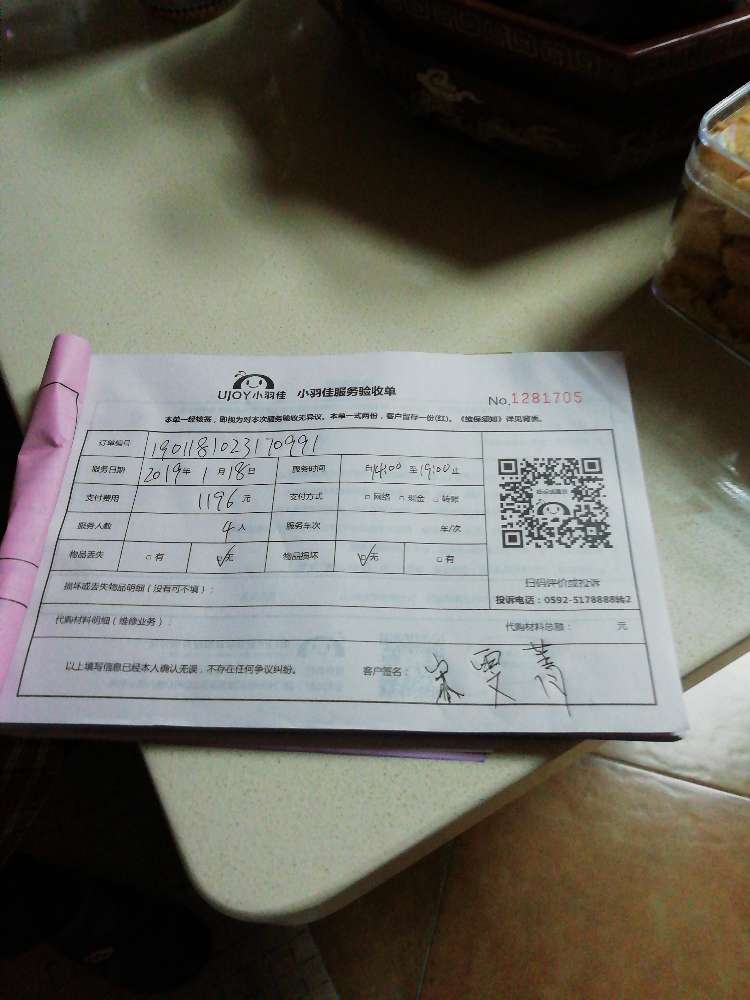 UJOY小羽佳 小羽佳服务验收单 No.1281705
本单一经核签，即视为对本次服务验收无异议。本单一式两份，客户留存一份(红)。《维保须知》详见背表。
订单编号 1901181023170991
服务日期 2019年 1月18日 服务时间 自14:00 至19:00止
支付费用 1196 元 支付方式 □网络 □现金 □转账
服务人数 4人 服务车次 年/次
物品丢失 □有 ☑无 物品损坏 ☑无 □有
扫码评价或投诉
损坏或丢失物品明细（没有可不填）： 投诉电话：0592-5178888转2
代购材料明细（维修业务）： 代购材料总额： 元
以上填写信息已经本人确认无误，不存在任何争议纠纷。 客户签名：